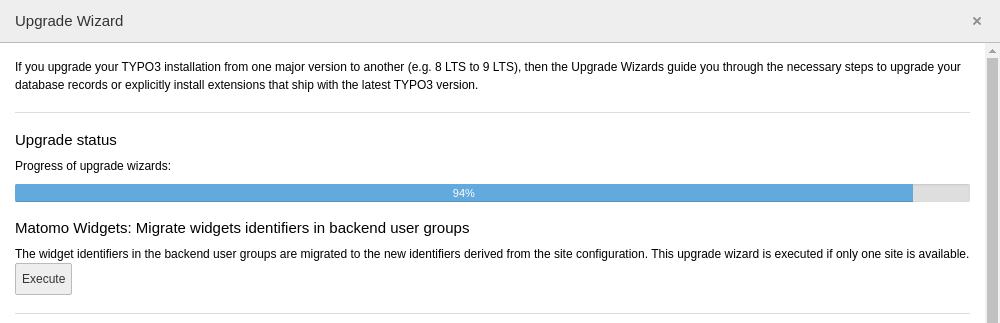 Upgrade Wizard
×
If you upgrade your TYPO3 installation from one major version to another (e.g. 8 LTS to 9 LTS), then the Upgrade Wizards guide you through the necessary steps to upgrade your
database records or explicitly install extensions that ship with the latest TYPO3 version.
Upgrade status
Progress of upgrade wizards:
94%
Matomo Widgets: Migrate widgets identifiers in backend user groups
The widget identifiers in the backend user groups are migrated to the new identifiers derived from the site configuration. This upgrade wizard is executed if only one site is available.
Execute